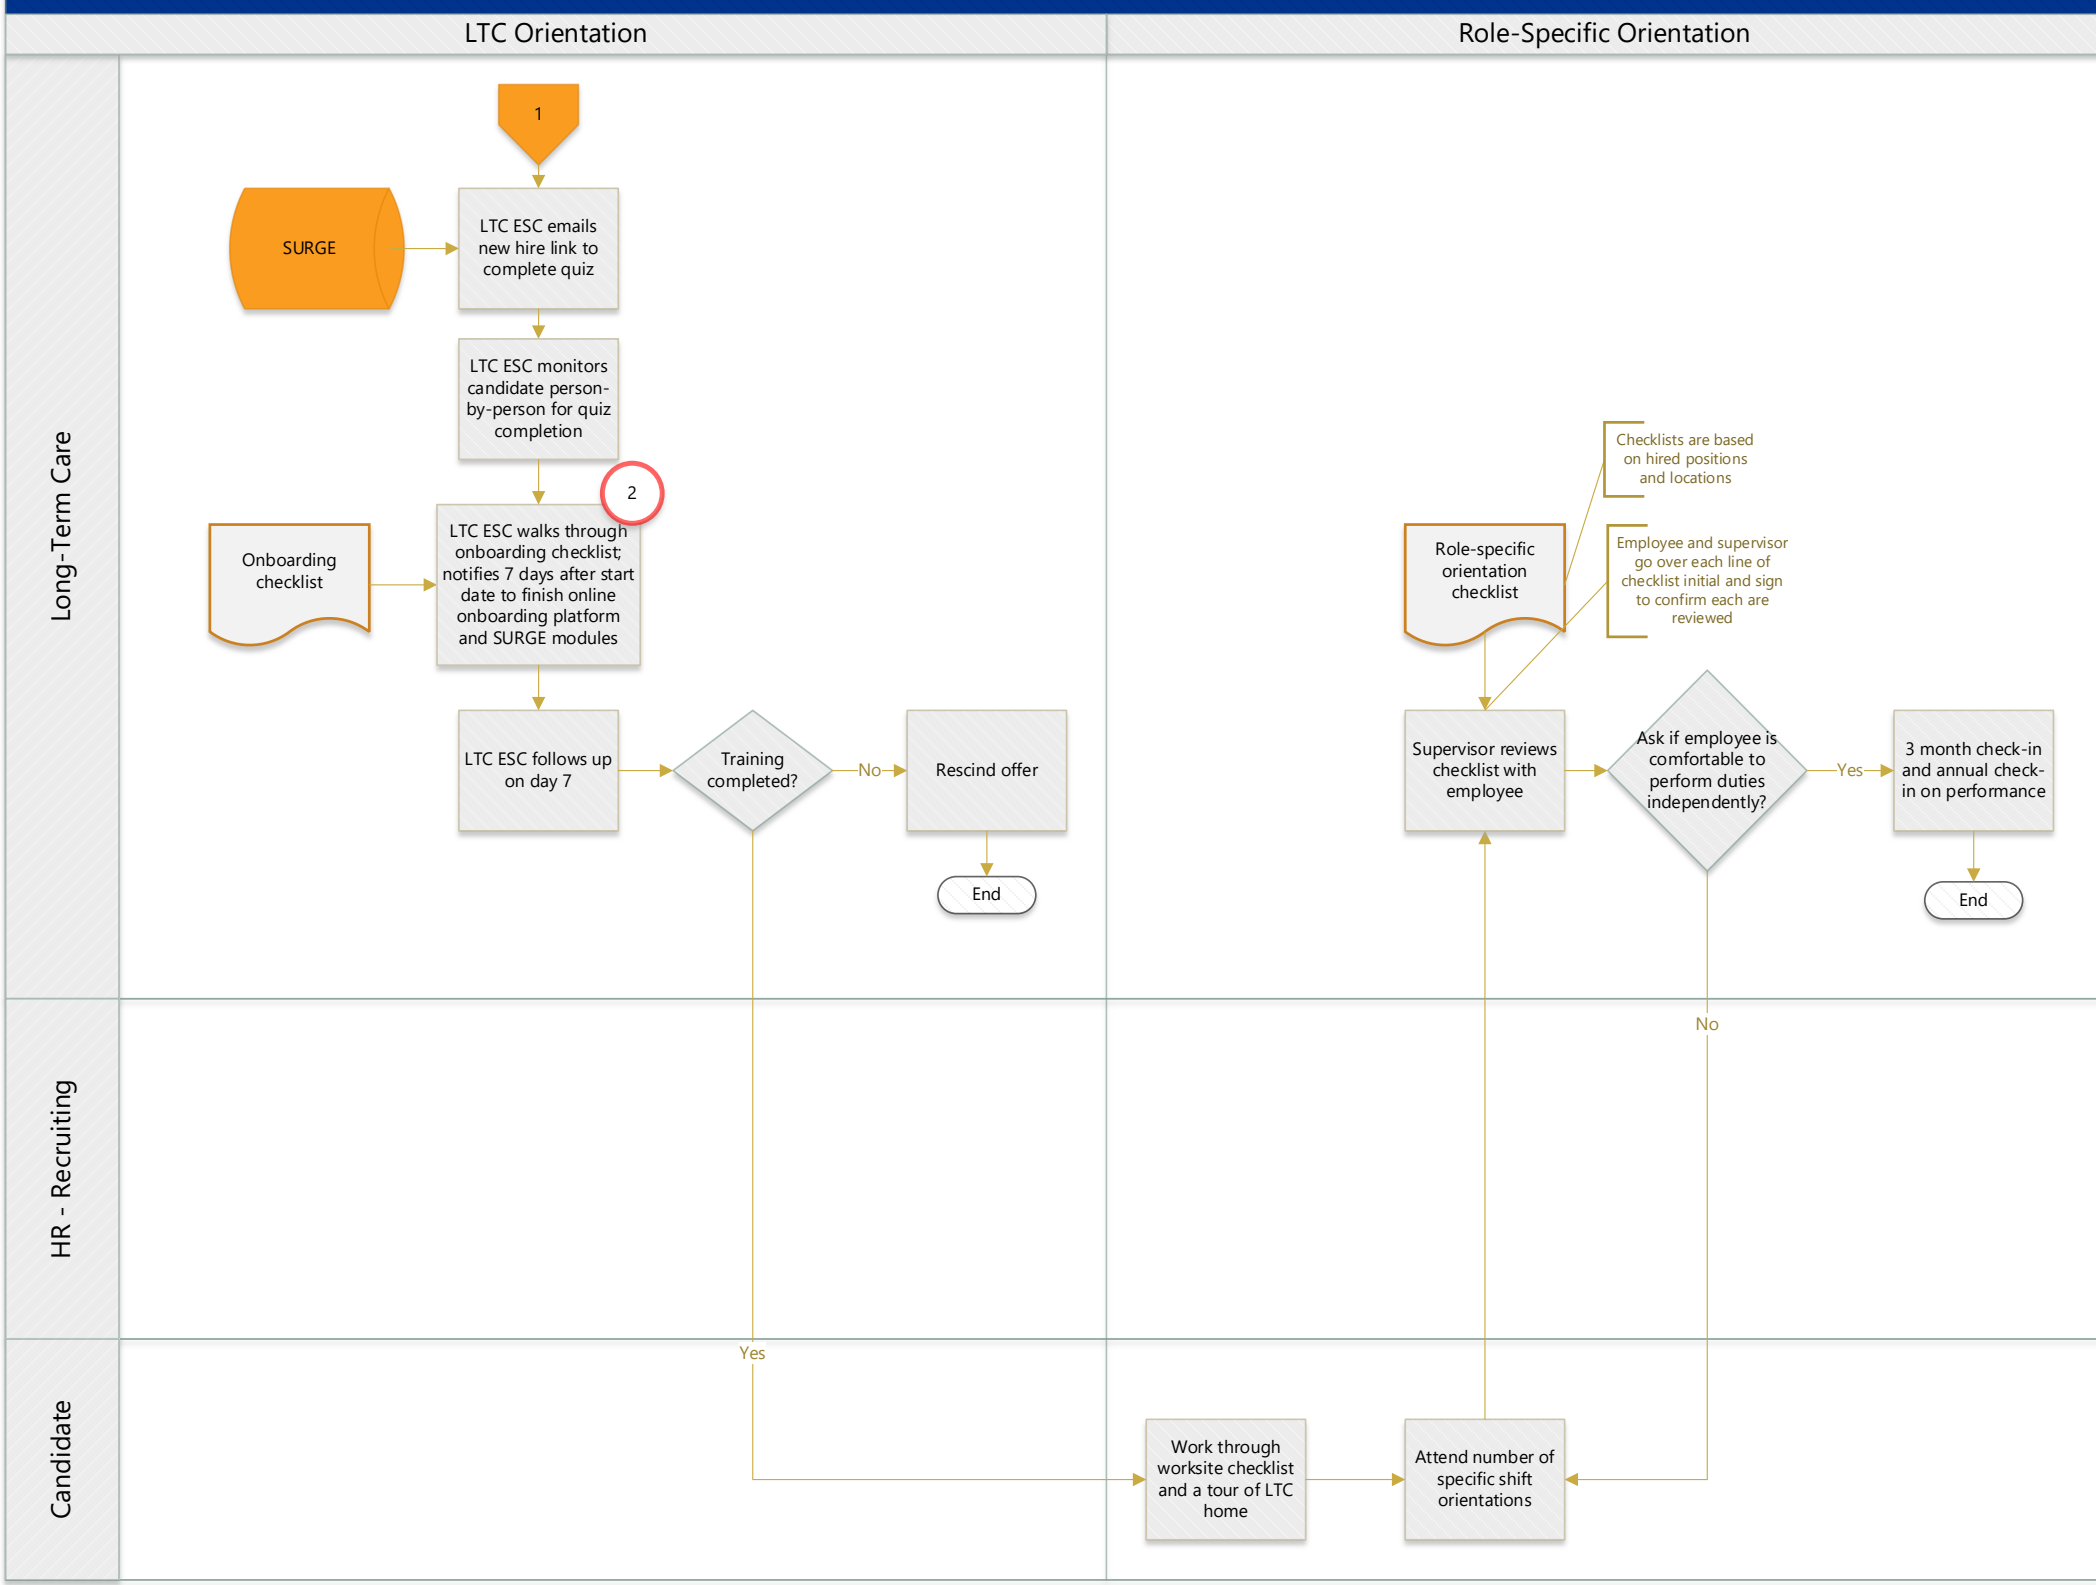 LTC Orientation
Role-Specific Orientation
Long-Term Care
1
SURGE
LTC ESC emails
new hire link to
complete quiz
LTC ESC monitors
candidate person-
by-person for quiz
completion
2
Onboarding
checklist
LTC ESC walks through
onboarding checklist;
notifies 7 days after start
date to finish online
onboarding platform
and SURGE modules
LTC ESC follows up
on day 7
Training
completed?
No
Rescind offer
End
Checklists are based
on hired positions
and locations
Role-specific
orientation
checklist
Employee and supervisor
go over each line of
checklist initial and sign
to confirm each are
reviewed
Supervisor reviews
checklist with
employee
Ask if employee is
comfortable to
perform duties
independently?
Yes
3 month check-in
and annual check-
in on performance
End
HR - Recruiting
No
Candidate
Yes
Work through
worksite checklist
and a tour of LTC
home
Attend number of
specific shift
orientations